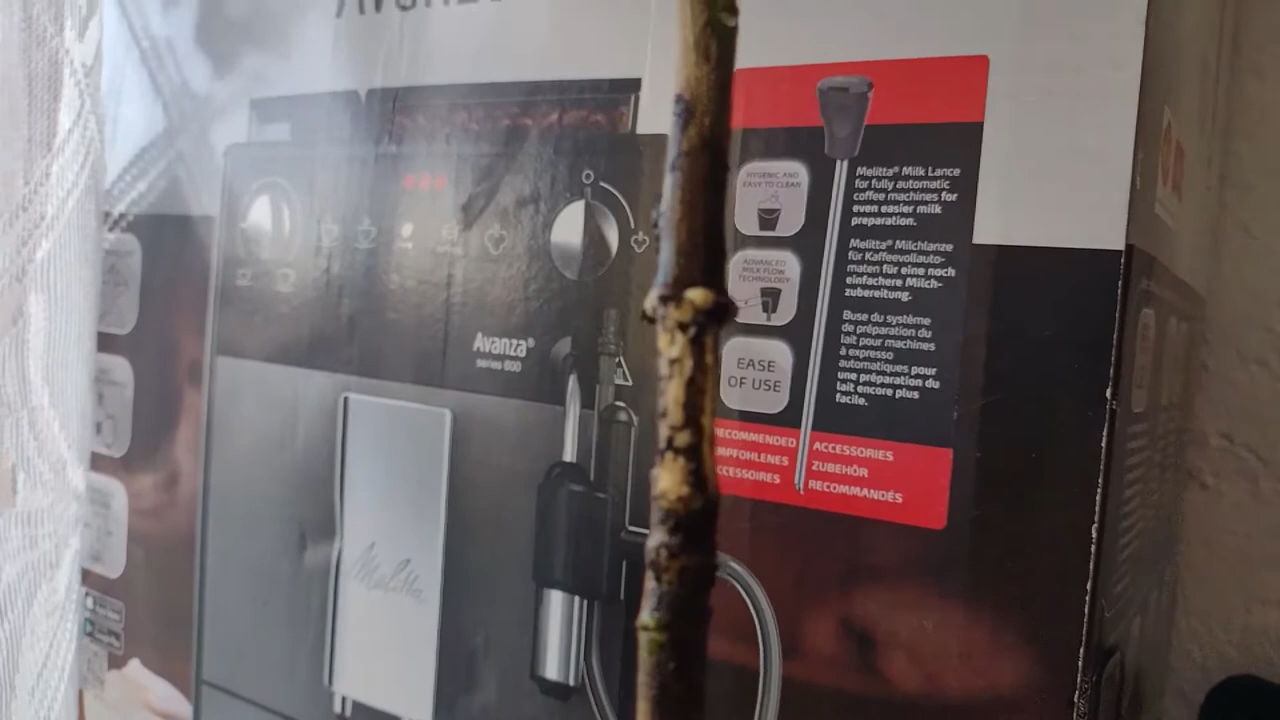 HYGENIC AND
EASY TO CLEAN
ADVANCED
MILK FLOW
TECHNOLOGY
EASE
OF USE
Melitta® Milk Lance
for fully automatic
coffee machines for
even easier milk
preparation.
Melitta® Milchlanze
für Kaffeevollauto-
maten für eine noch
einfachere Milch-
zubereitung.
Buse du système
de préparation du
lait pour machines
à expresso
automatiques pour
une préparation du
lait encore plus
facile.
RECOMMENDED ACCESSORIES
EMPFOHLENES ZUBEHÖR
ACCESSOIRES RECOMMANDÉS
Avanza®
series 600
Melitta